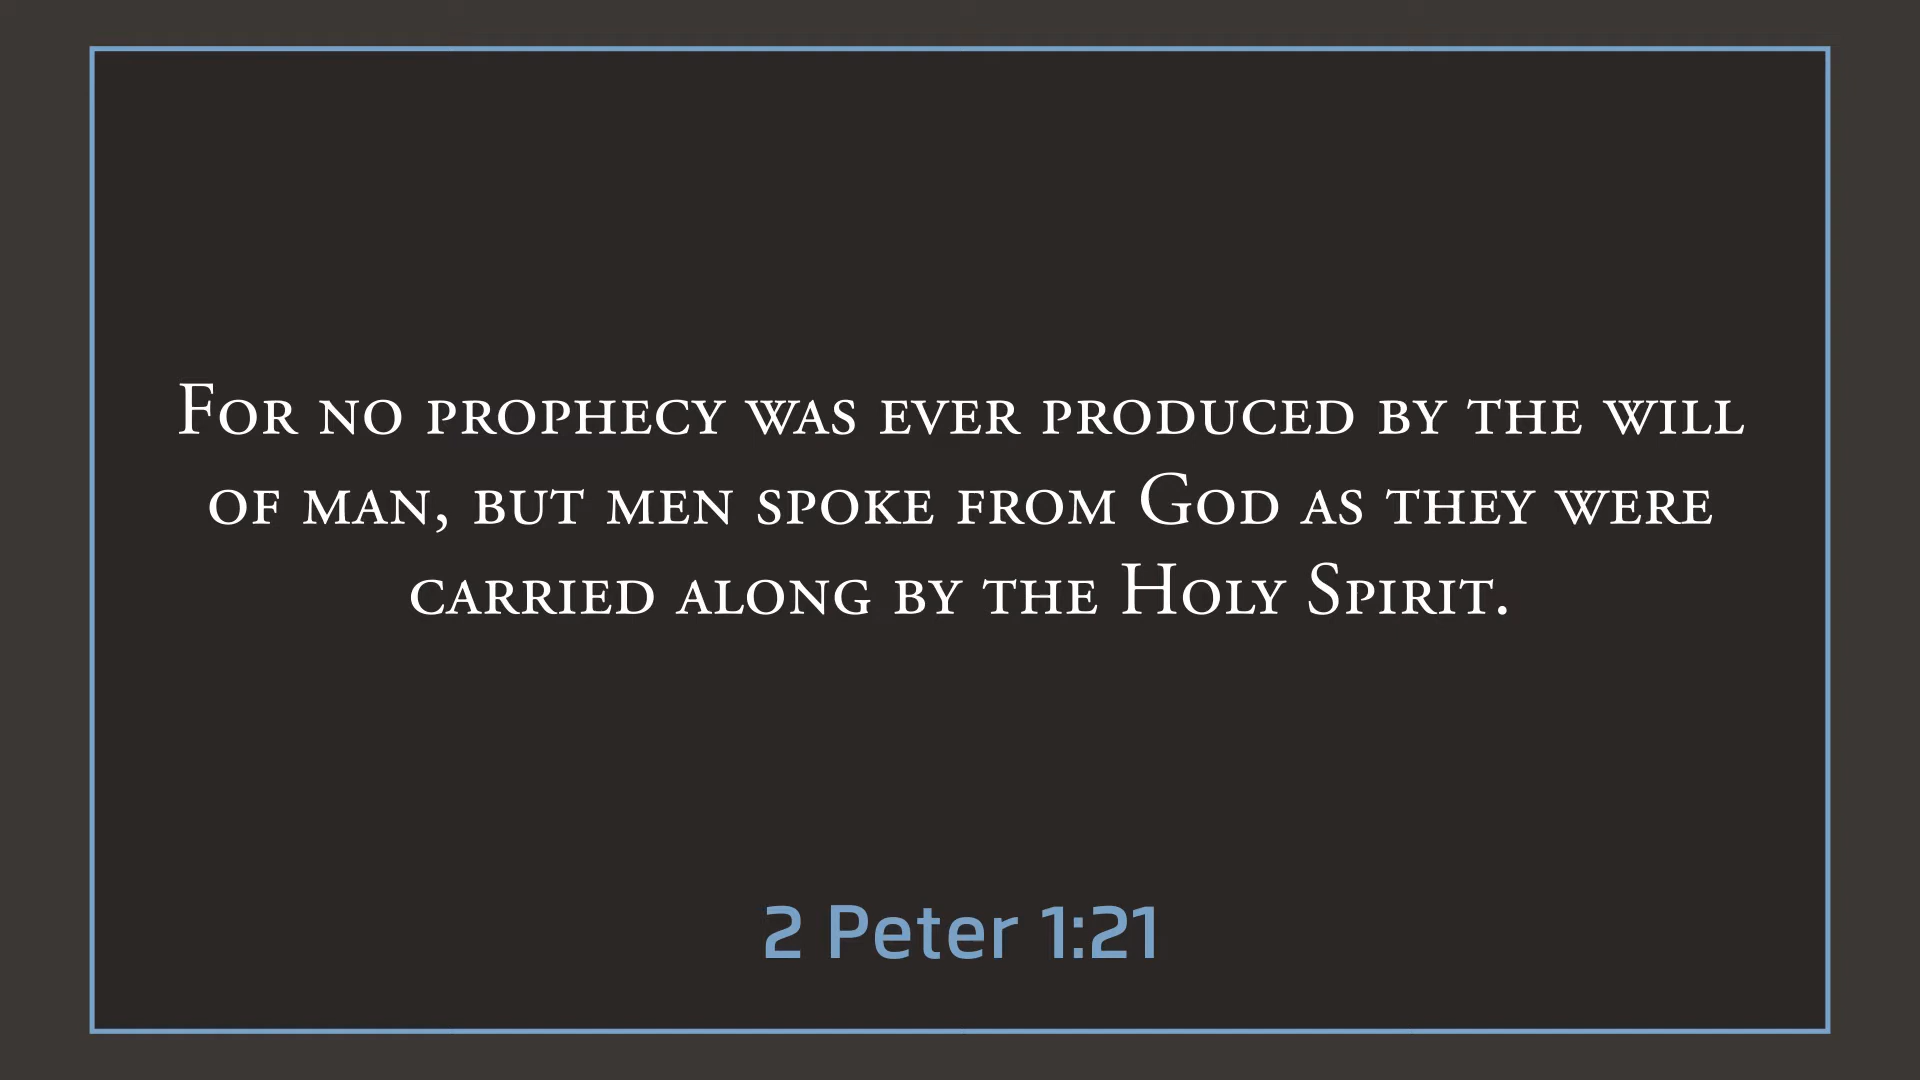 For no prophecy was ever produced by the will
of man, but men spoke from God as they were
carried along by the Holy Spirit.
2 Peter 1:21